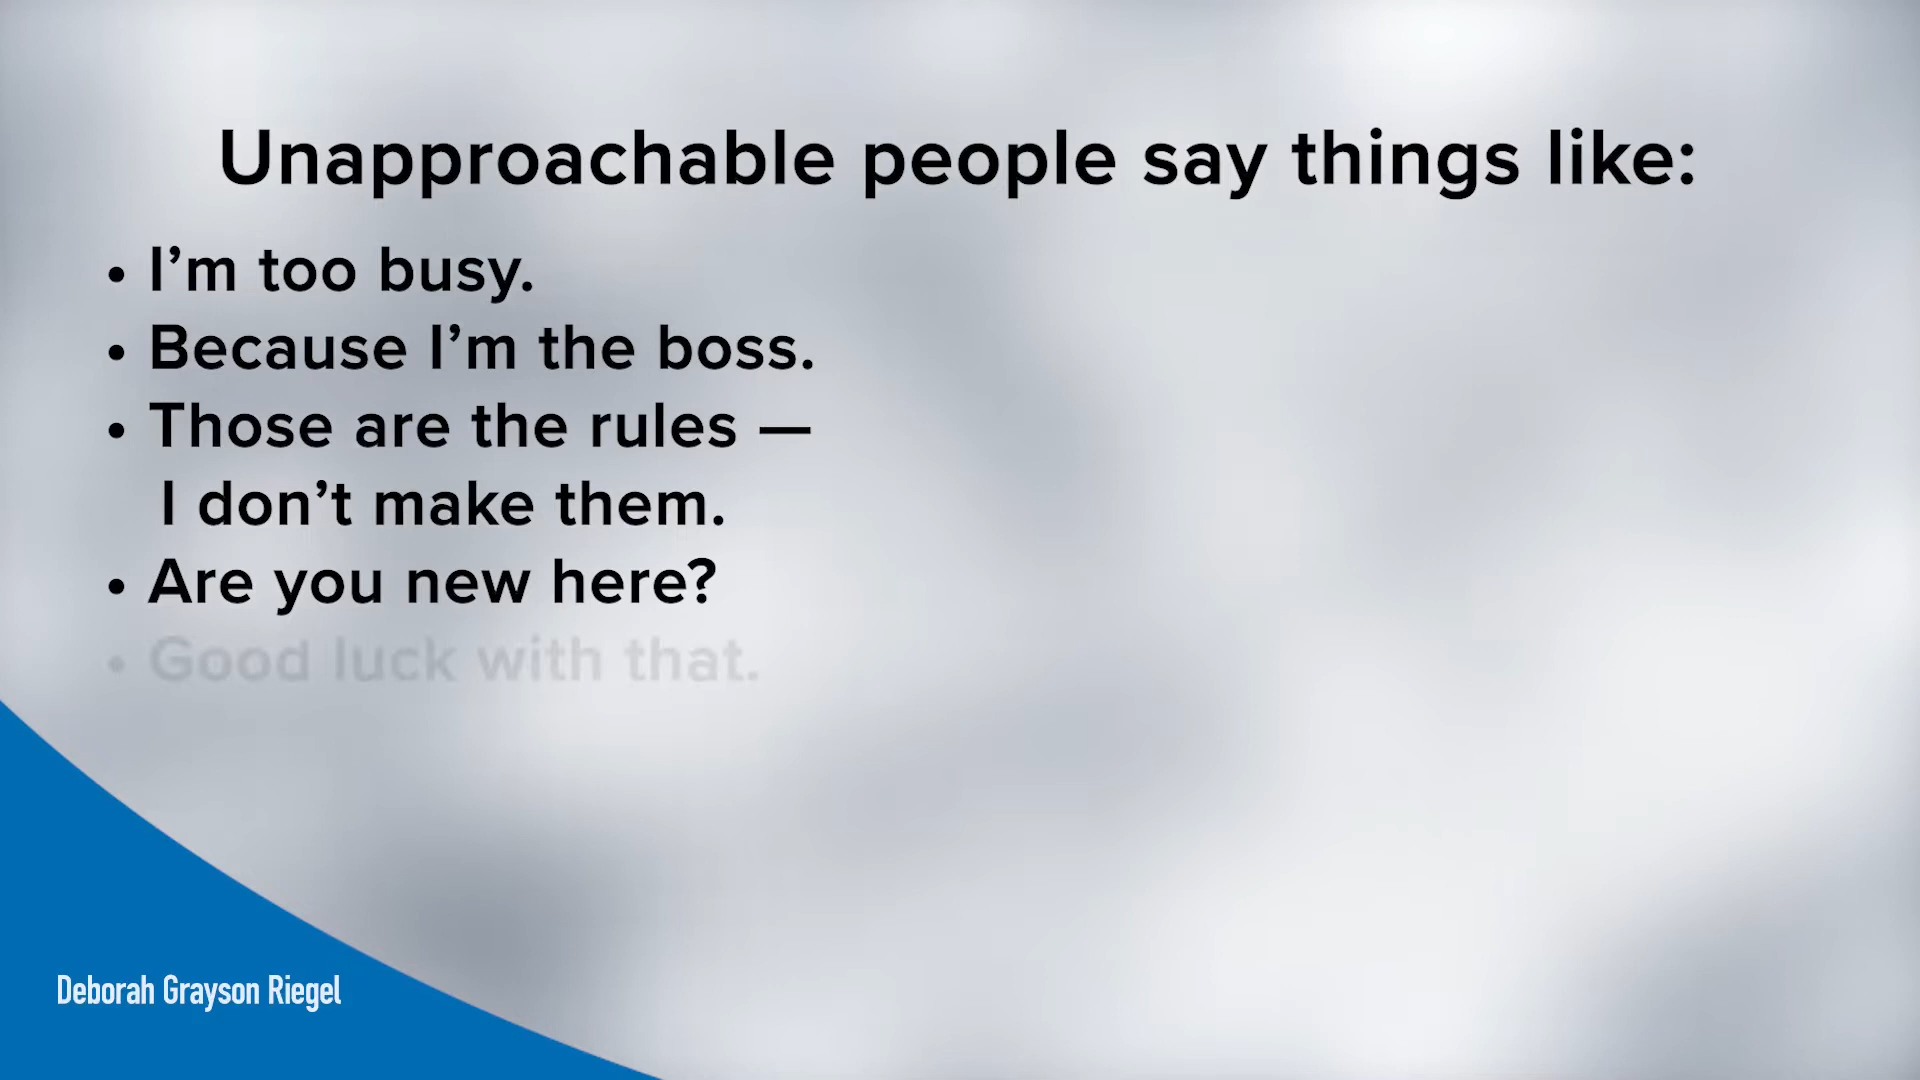 Unapproachable people say things like:
• I’m too busy.
• Because I’m the boss.
• Those are the rules —
I don’t make them.
• Are you new here?
• Good luck with that.
Deborah Grayson Riegel